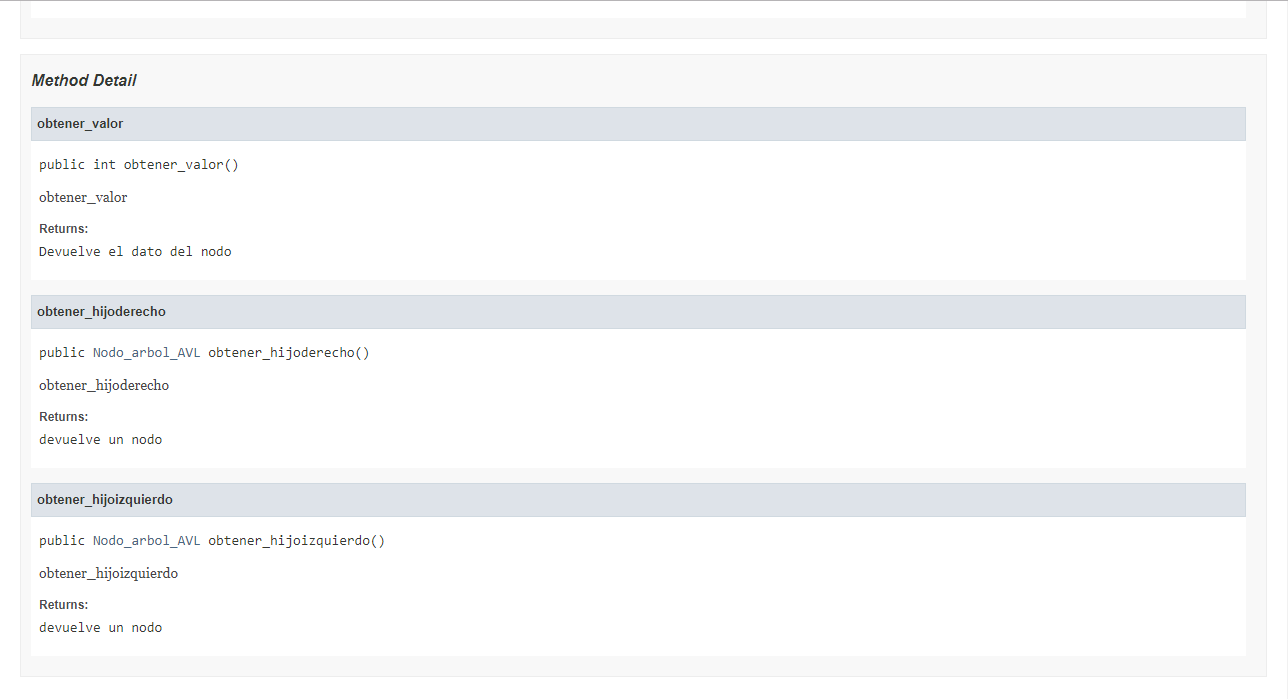 Method Detail
obtener_valor
public int obtener_valor()
obtener_valor
Returns:
Devuelve el dato del nodo
obtener_hijoderecho
public Nodo_arbol_AVL obtener_hijoderecho()
obtener_hijoderecho
Returns:
devuelve un nodo
obtener_hijoizquierdo
public Nodo_arbol_AVL obtener_hijoizquierdo()
obtener_hijoizquierdo
Returns:
devuelve un nodo